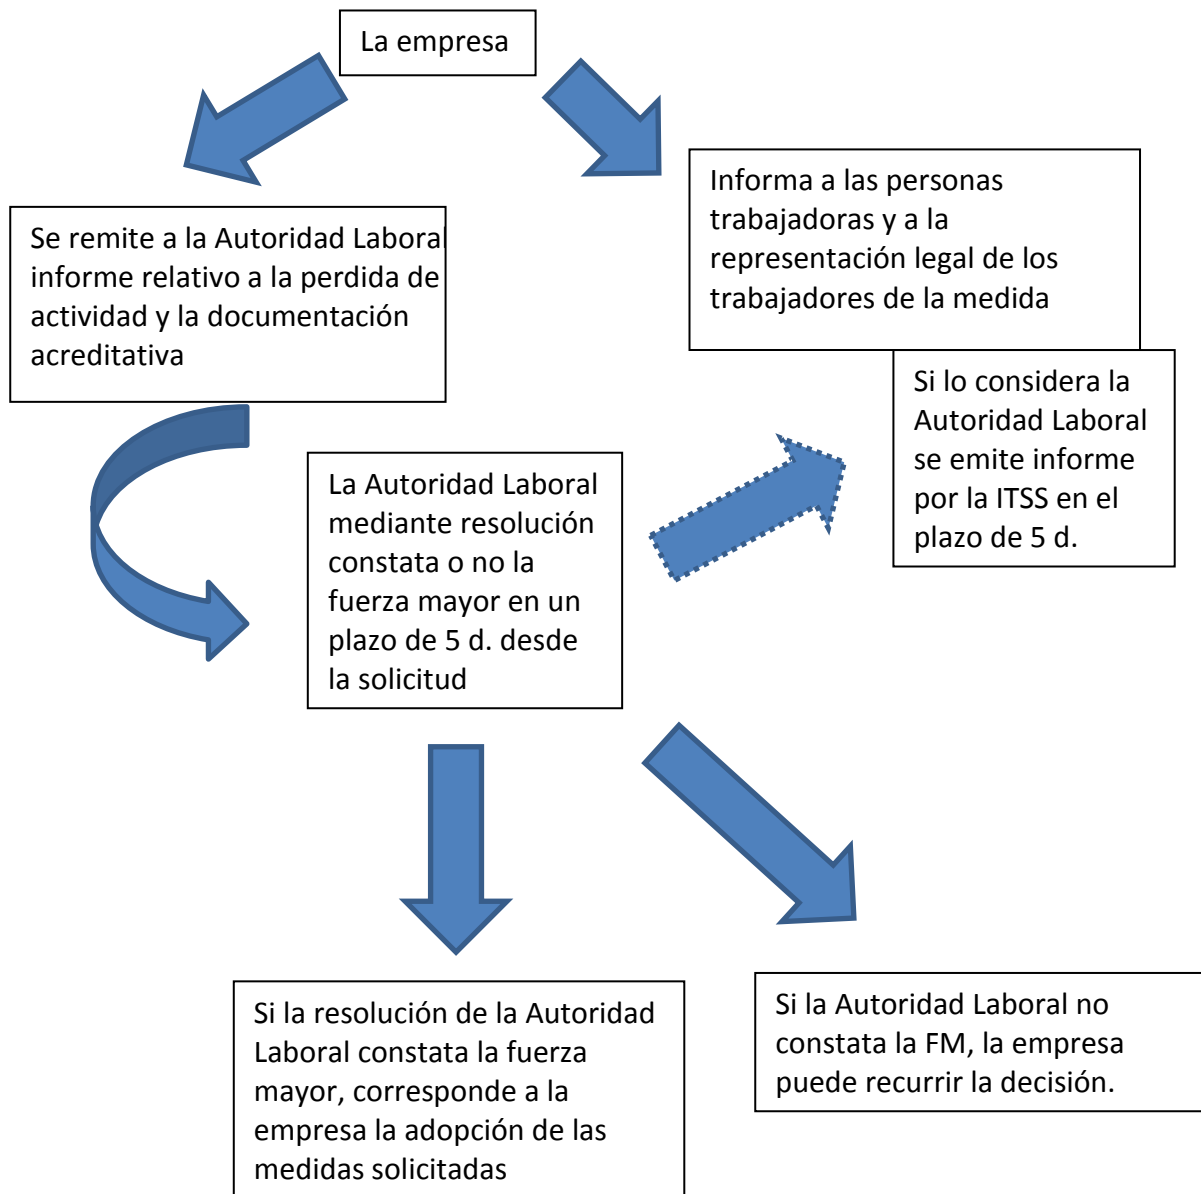 La empresa
Se remite a la Autoridad Laboral
informe relativo a la perdida de
actividad y la documentación
acreditativa
Informa a las personas
trabajadoras y a la
representación legal de los
trabajadores de la medida
Si lo considera la
Autoridad Laboral
se emite informe
por la ITSS en el
plazo de 5 d.
La Autoridad Laboral
mediante resolución
constata o no la
fuerza mayor en un
plazo de 5 d. desde
la solicitud
Si la resolución de la Autoridad
Laboral constata la fuerza
mayor, corresponde a la
empresa la adopción de las
medidas solicitadas
Si la Autoridad Laboral no
constata la FM, la empresa
puede recurrir la decisión.